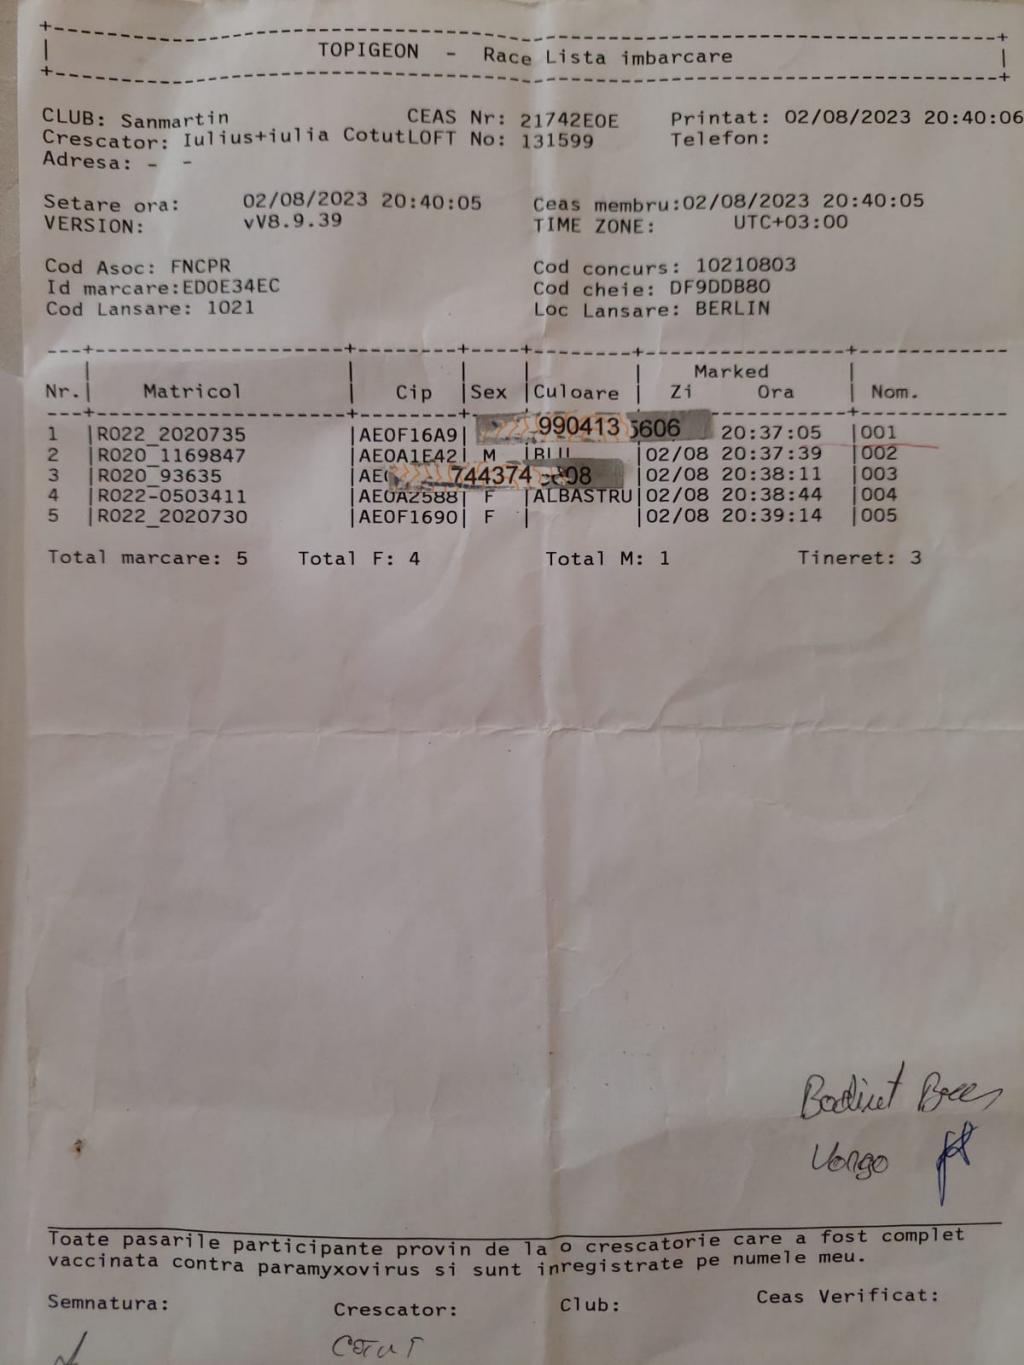 TOPIGEON - Race Lista imbarcare
CLUB: Sanmartin CEAS Nr: 21742E0E Printat: 02/08/2023 20:40:06
Crescator: Iulius+iulia CotutLOFT No: 131599 Telefon:
Adresa: - -
Setare ora: 02/08/2023 20:40:05 Ceas membru:02/08/2023 20:40:05
VERSION: vV8.9.39 TIME ZONE: UTC+03:00
Cod Asoc: FNCPR Cod concurs: 10210803
Id marcare:ED0E34EC Cod cheie: DF9DDB80
Cod Lansare: 1021 Loc Lansare: BERLIN
Marked
Nr. Matricol Cip Sex Culoare Zi Ora Nom.
1 RO22_2020735 AE0F16A9 990413 5606 20:37:05 001
2 RO20_1169847 AE0A1E42 M BLU 02/08 20:37:39 002
3 RO20_93635 744374 02/08 20:38:11 003
4 RO22-0503411 AE0A2588 F ALBASTRU 02/08 20:38:44 004
5 RO22_2020730 AE0F1690 F 02/08 20:39:14 005
Total marcare: 5 Total F: 4 Total M: 1 Tineret: 3
Toate pasarile participante provin de la o crescatorie care a fost complet
vaccinata contra paramyxovirus si sunt inregistrate pe numele meu.
Semnatura: Crescator: Club: Ceas Verificat: